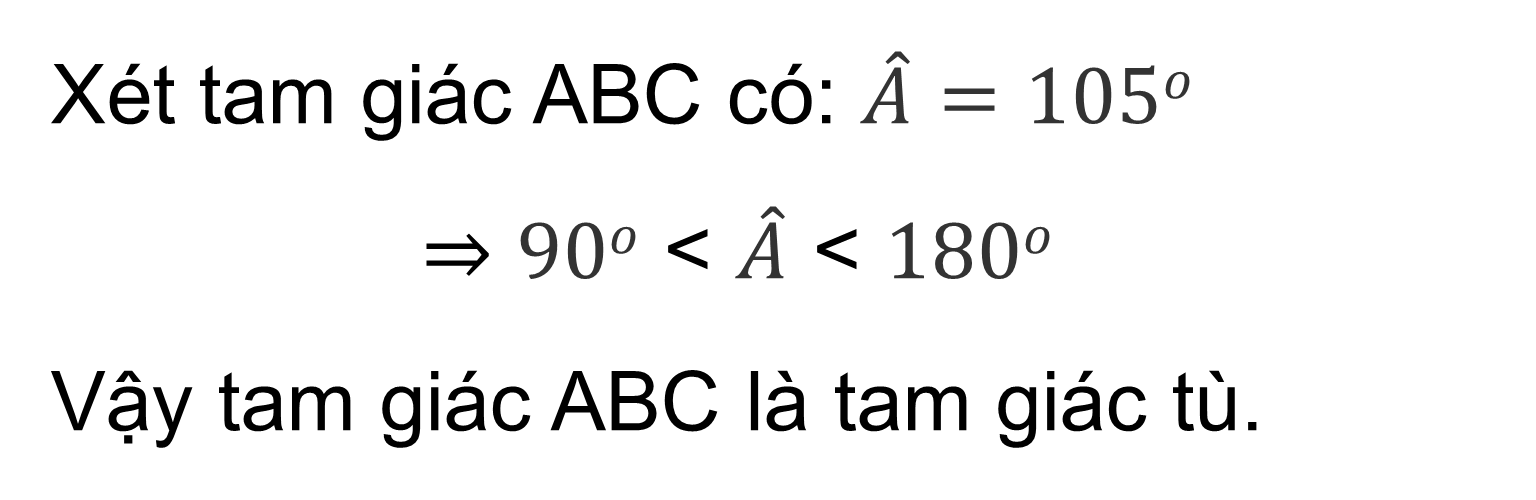 Xét tam giác ABC có: Â = 105ᵒ
⇒ 90ᵒ < Â < 180ᵒ
Vậy tam giác ABC là tam giác tù.